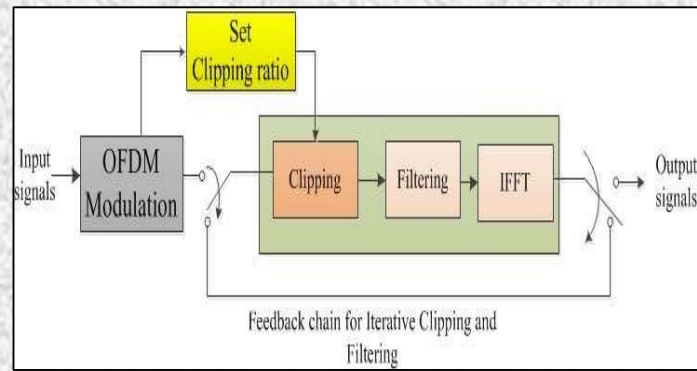 Set
Clipping ratio
Input
signals
OFDM
Modulation
Clipping
Filtering
IFFT
Output
signals
Feedback chain for Iterative Clipping and
Filtering